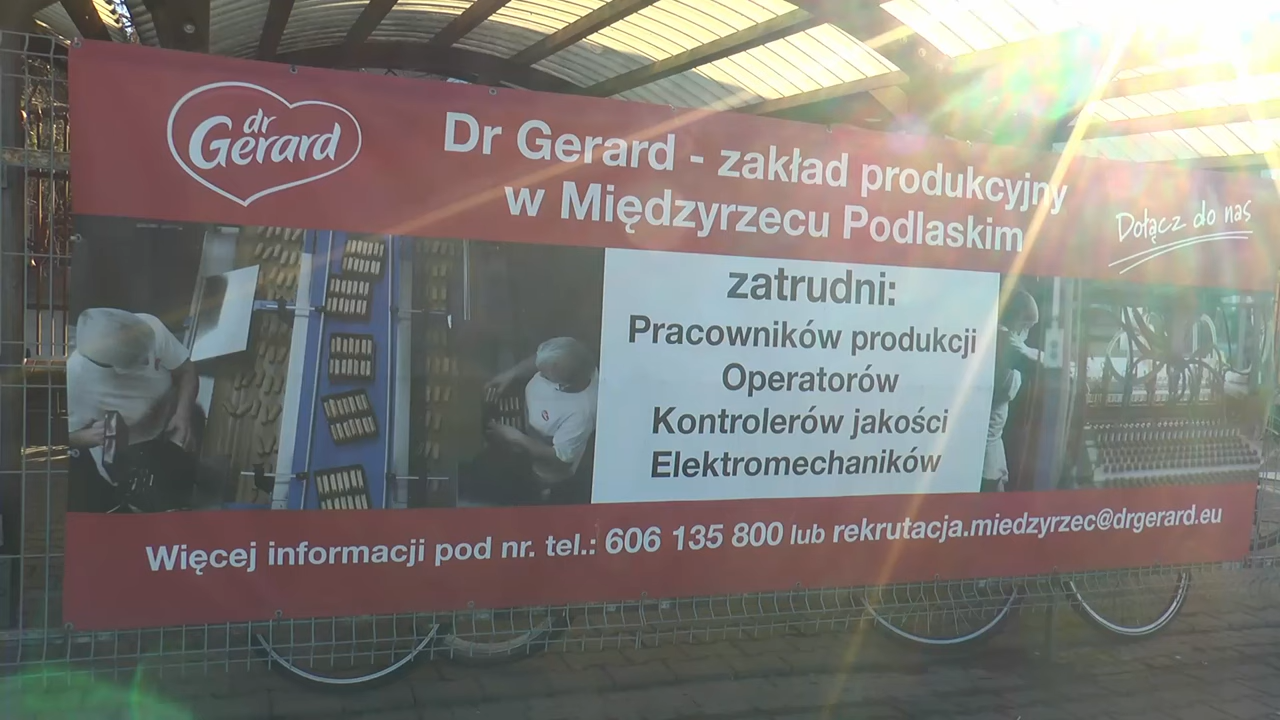 dr
Gerard
Dr Gerard - zakład produkcyjny
w Międzyrzecu Podlaskim
Dołącz do nas
zatrudni:
Pracowników produkcji
Operatorów
Kontrolerów jakości
Elektromechaników
Więcej informacji pod nr. tel.: 606 135 800 lub rekrutacja.miedzyrzec@drgerard.eu